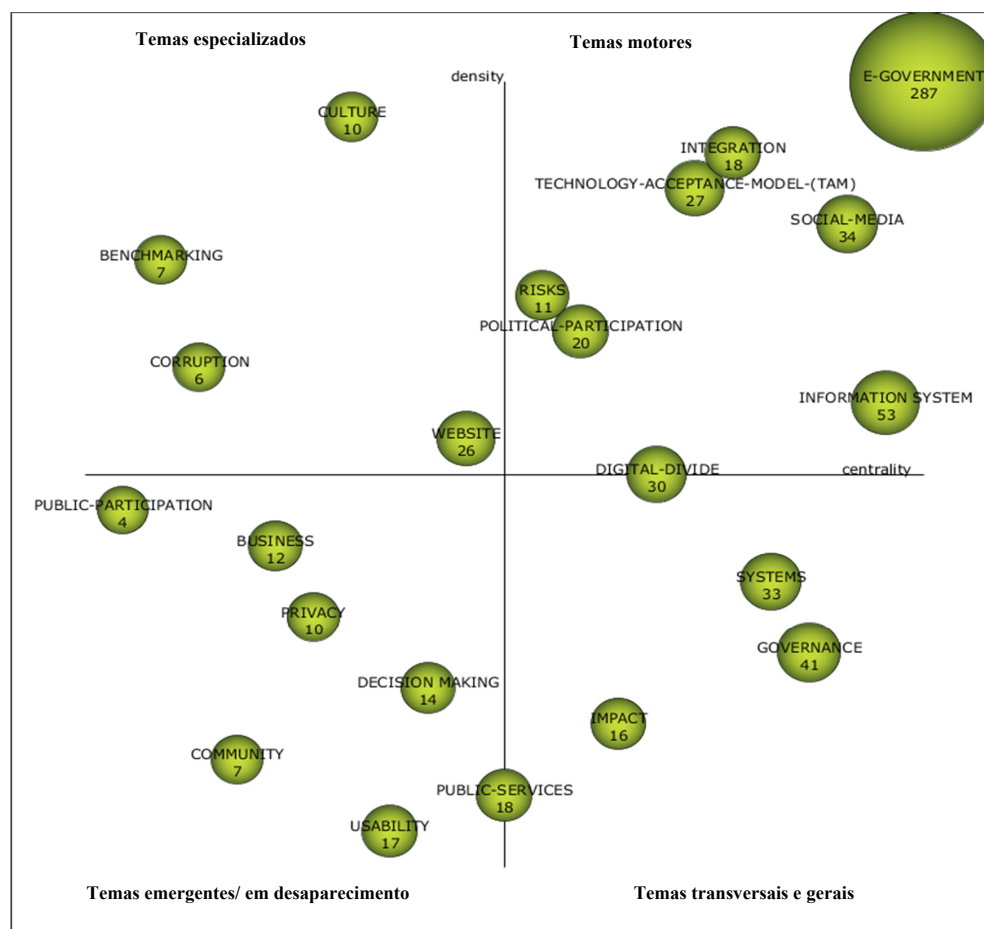 Temas especializados
Temas motores
density
E-GOVERNMENT
287
CULTURE
10
INTEGRATION
18
TECHNOLOGY-ACCEPTANCE-MODEL-(TAM)
27
SOCIAL-MEDIA
34
BENCHMARKING
7
RISKS
11
POLITICAL-PARTICIPATION
20
CORRUPTION
6
INFORMATION SYSTEM
53
WEBSITE
26
DIGITAL-DIVIDE
30
centrality
PUBLIC-PARTICIPATION
4
BUSINESS
12
SYSTEMS
33
PRIVACY
10
GOVERNANCE
41
DECISION MAKING
14
IMPACT
16
COMMUNITY
7
PUBLIC-SERVICES
18
USABILITY
17
Temas emergentes/ em desaparecimento
Temas transversais e gerais